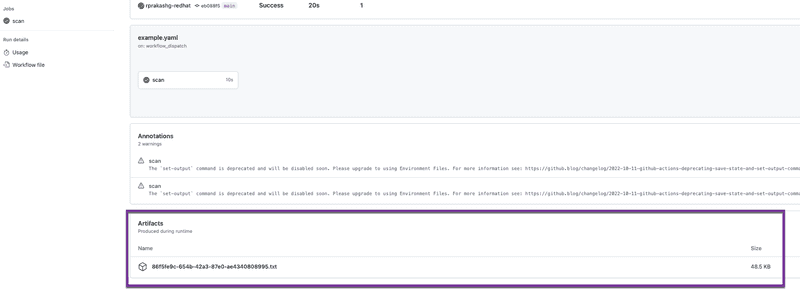 Jobs
scan
Run details
Usage
Workflow file
rprakashg-redhat main
Success 20s 1
example.yaml
on: workflow_dispatch
scan 10s
Annotations
2 warnings
scan
The `set-output` command is deprecated and will be disabled soon. Please upgrade to using Environment Files. For more information see: https://github.blog/changelog/2022-10-11-github-actions-deprecating-save-state-and-set-output-comma
scan
The `set-output` command is deprecated and will be disabled soon. Please upgrade to using Environment Files. For more information see: https://github.blog/changelog/2022-10-11-github-actions-deprecating-save-state-and-set-output-comma
Artifacts
Produced during runtime
Name Size
86f5fe9c-654b-42a3-87e0-ae4340808995.txt 48.5 KB